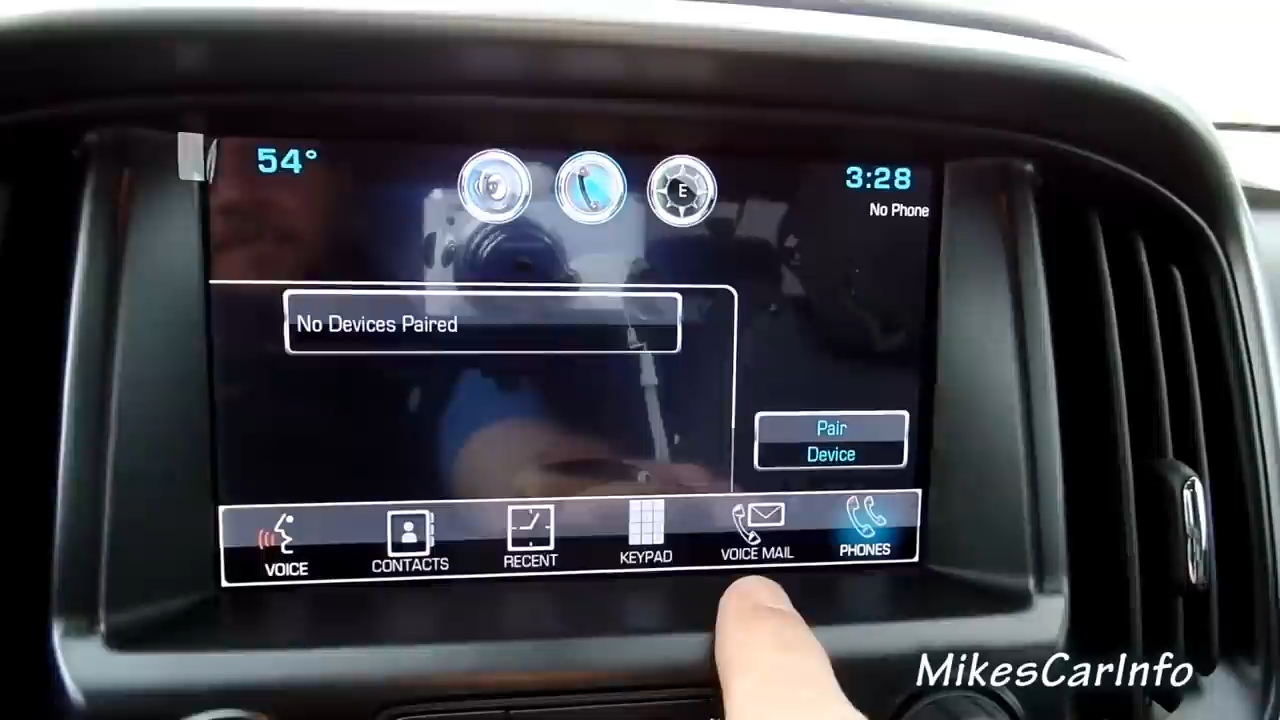 54°
E
3:28
No Phone
No Devices Paired
Pair
Device
VOICE
CONTACTS
RECENT
KEYPAD
VOICE MAIL
PHONES
MikesCarInfo